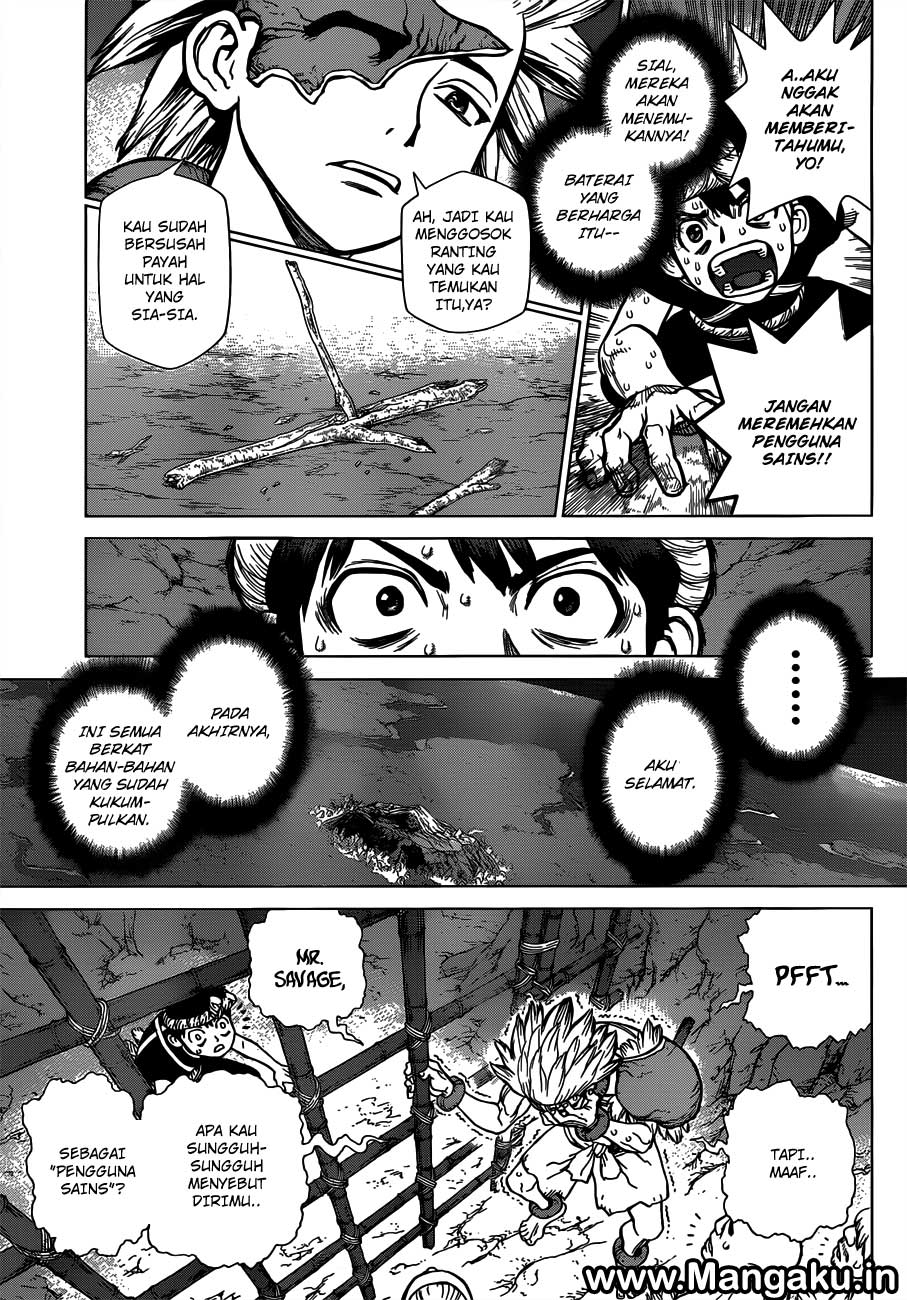 A..AKU
NGGAK
AKAN
MEMBERI-
TAHUMU,
YO!
SIAL,
MEREKA
AKAN
MENEMU-
KANNYA!
BATERAI
YANG
BERHARGA
ITU--
JANGAN
MEREMEHKAN
PENGGUNA
SAINS!!
AH, JADI KAU
MENGGOSOK
RANTING
YANG KAU
TEMUKAN
ITU,YA?
KAU SUDAH
BERSUSAH
PAYAH
UNTUK HAL
YANG
SIA-SIA.
.....
AKU
SELAMAT.
PADA
AKHIRNYA,
INI SEMUA
BERKAT
BAHAN-BAHAN
YANG SUDAH
KUKUM-
PULKAN.
PFFT...
TAPI..
MAAF..
MR.
SAVAGE,
APA KAU
SUNGGUH-
SUNGGUH
MENYEBUT
DIRIMU..
SEBAGAI
"PENGGUNA
SAINS"?
www.Mangaku.in